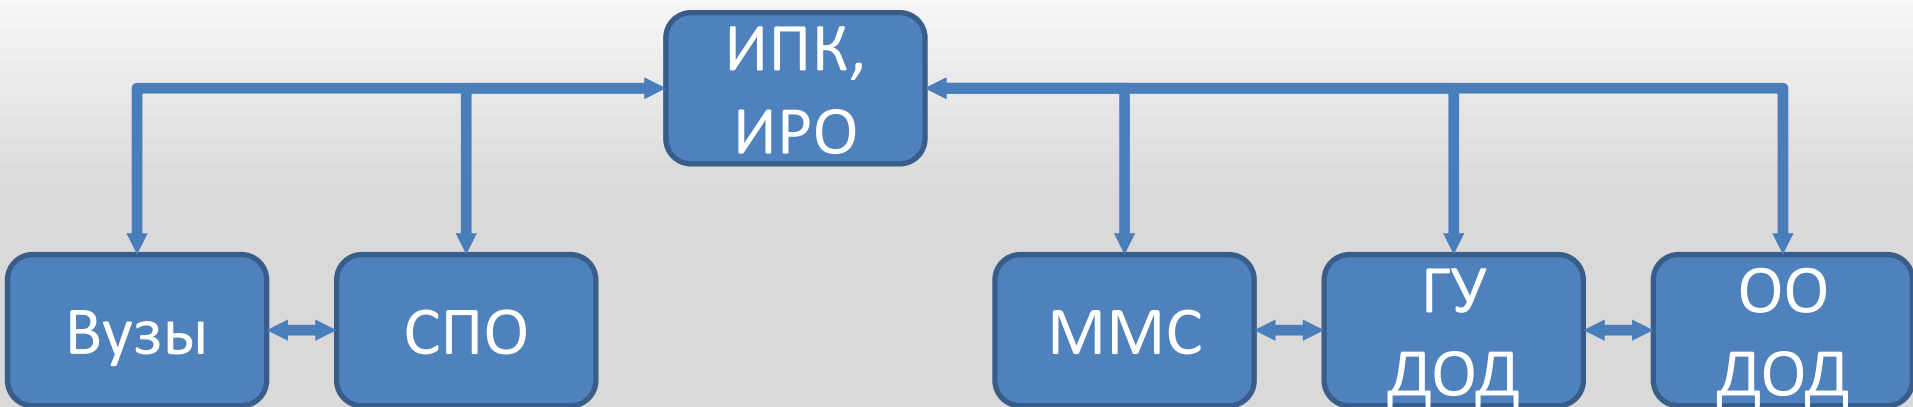 ИПК,
ИРО
Вузы
СПО
ММС
ГУ
ДОД
ОО
ДОД